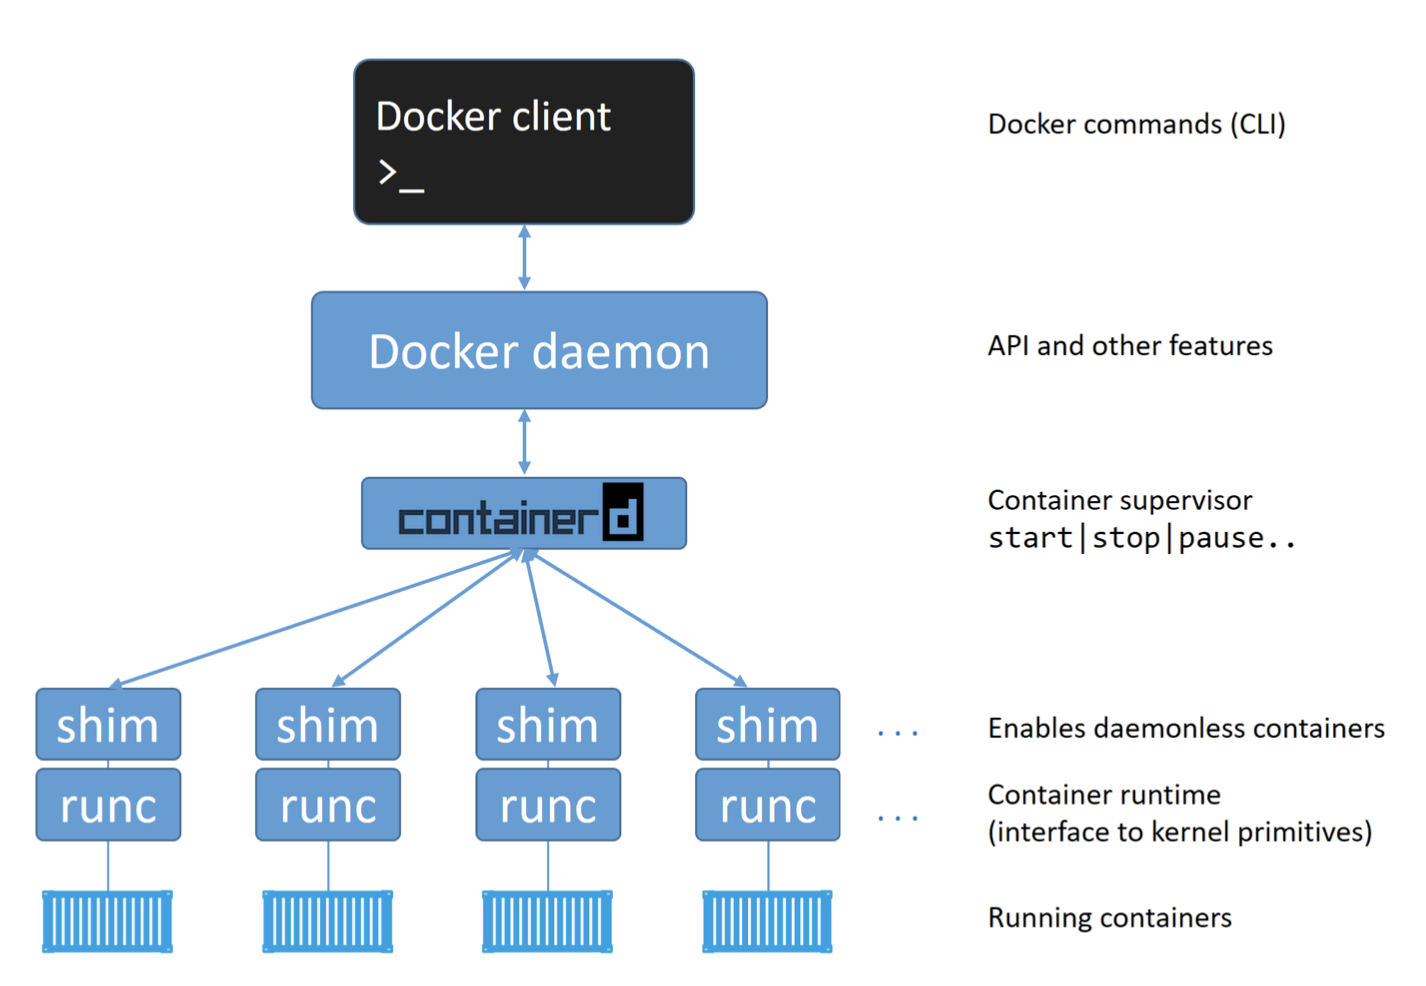 Docker client
>_
Docker commands (CLI)
Docker daemon
API and other features
containerd
Container supervisor
start|stop|pause..
shim shim shim shim ...
Enables daemonless containers
runc runc runc runc ...
Container runtime
(interface to kernel primitives)
Running containers